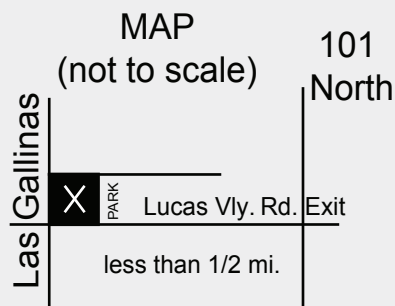 MAP
(not to scale)
101
North
Las Gallinas
X
PARK
Lucas Vly. Rd. Exit
less than 1/2 mi.